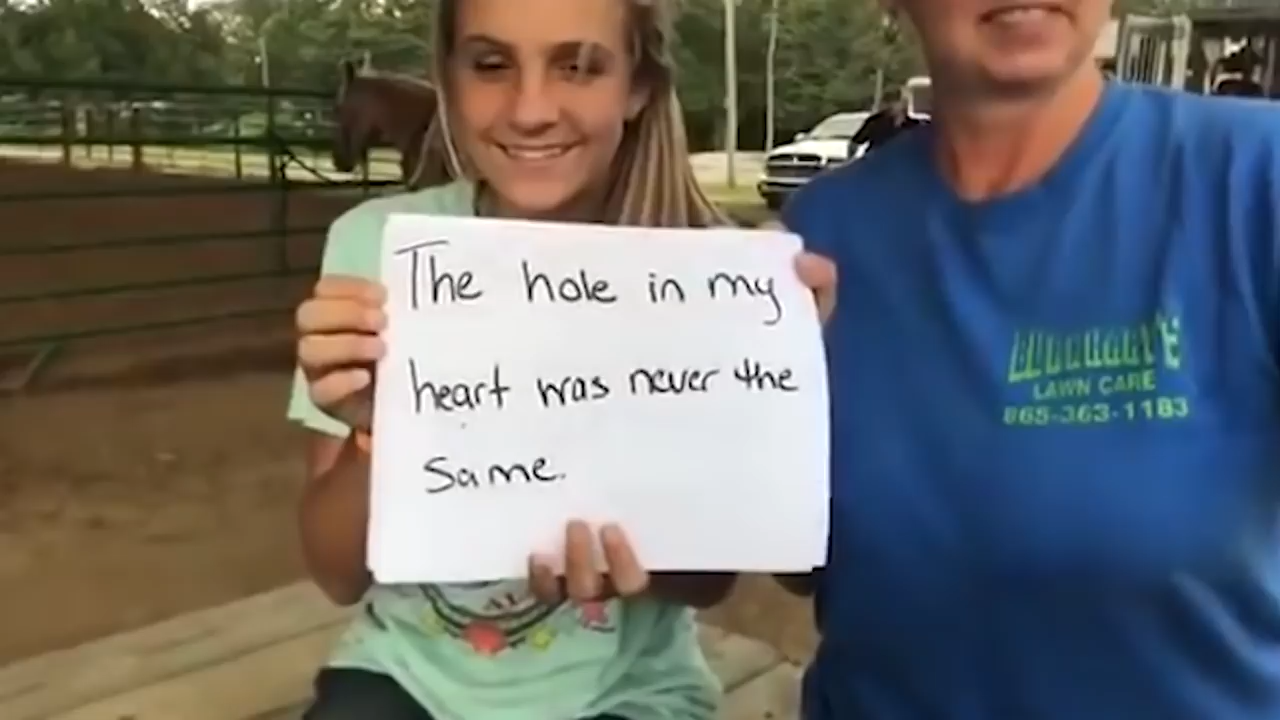 The hole in my
heart was never the
same.
LAWN CARE
865-363-1183